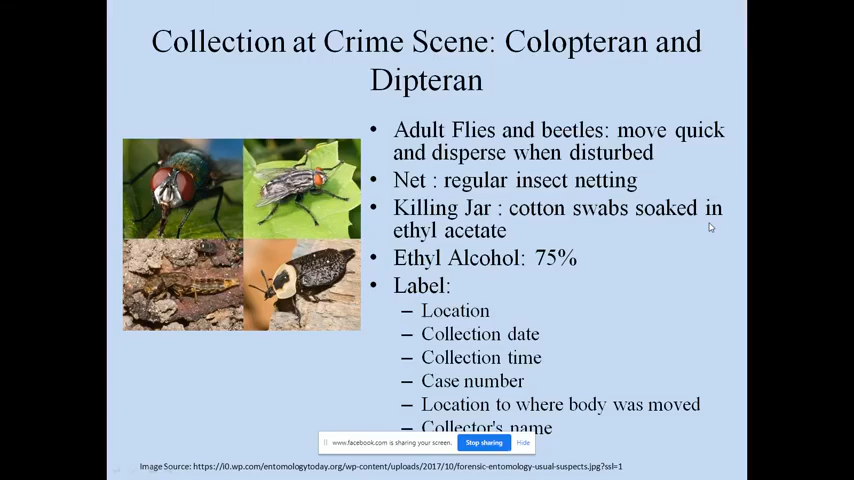 Collection at Crime Scene: Colopteran and
Dipteran
• Adult Flies and beetles: move quick
and disperse when disturbed
• Net : regular insect netting
• Killing Jar : cotton swabs soaked in
ethyl acetate
• Ethyl Alcohol: 75%
• Label:
– Location
– Collection date
– Collection time
– Case number
– Location to where body was moved
– Collector's name
www.facebook.com is sharing your screen. Stop sharing Hide
Image Source: https://i0.wp.com/entomologytoday.org/wp-content/uploads/2017/10/forensic-entomology-usual-suspects.jpg?ssl=1